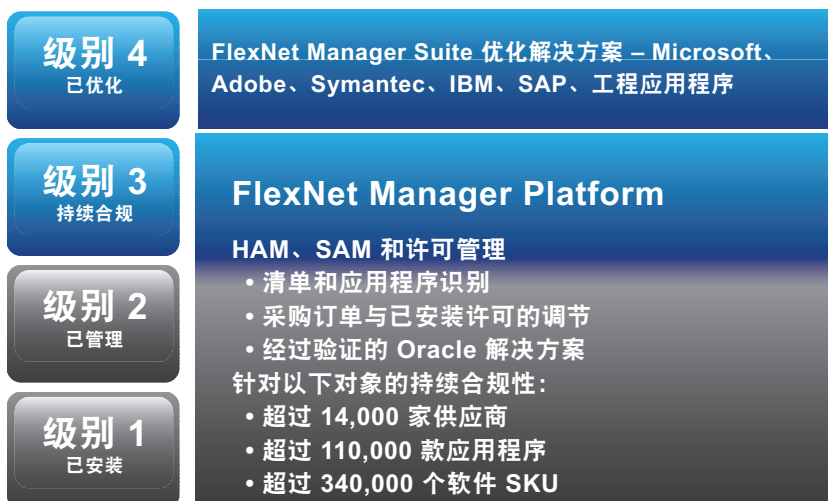 级别 4
已优化
FlexNet Manager Suite 优化解决方案 – Microsoft、
Adobe、Symantec、IBM、SAP、工程应用程序
级别 3
持续合规
FlexNet Manager Platform
HAM、SAM 和许可管理
• 清单和应用程序识别
级别 2
已管理
• 采购订单与已安装许可的调节
• 经过验证的 Oracle 解决方案
针对以下对象的持续合规性：
级别 1
已安装
• 超过 14,000 家供应商
• 超过 110,000 款应用程序
• 超过 340,000 个软件 SKU